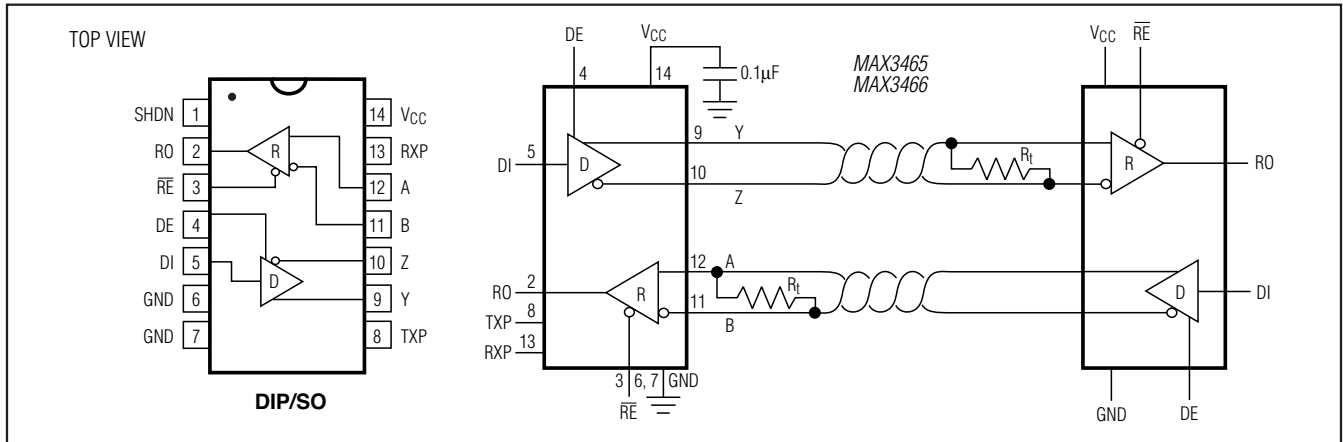 TOP VIEW
SHDN 1
RO 2
RE 3
DE 4
DI 5
GND 6
GND 7
14 VCC
13 RXP
12 A
11 B
10 Z
9 Y
8 TXP
R
D
DIP/SO
DE
4
VCC
14
0.1µF
MAX3465
MAX3466
DI 5
D
9 Y
10
Z
Rt
12 A
11
B
Rt
RO 2
TXP 8
RXP 13
R
3
RE
6, 7 GND
VCC
RE
R
RO
D
DI
GND
DE